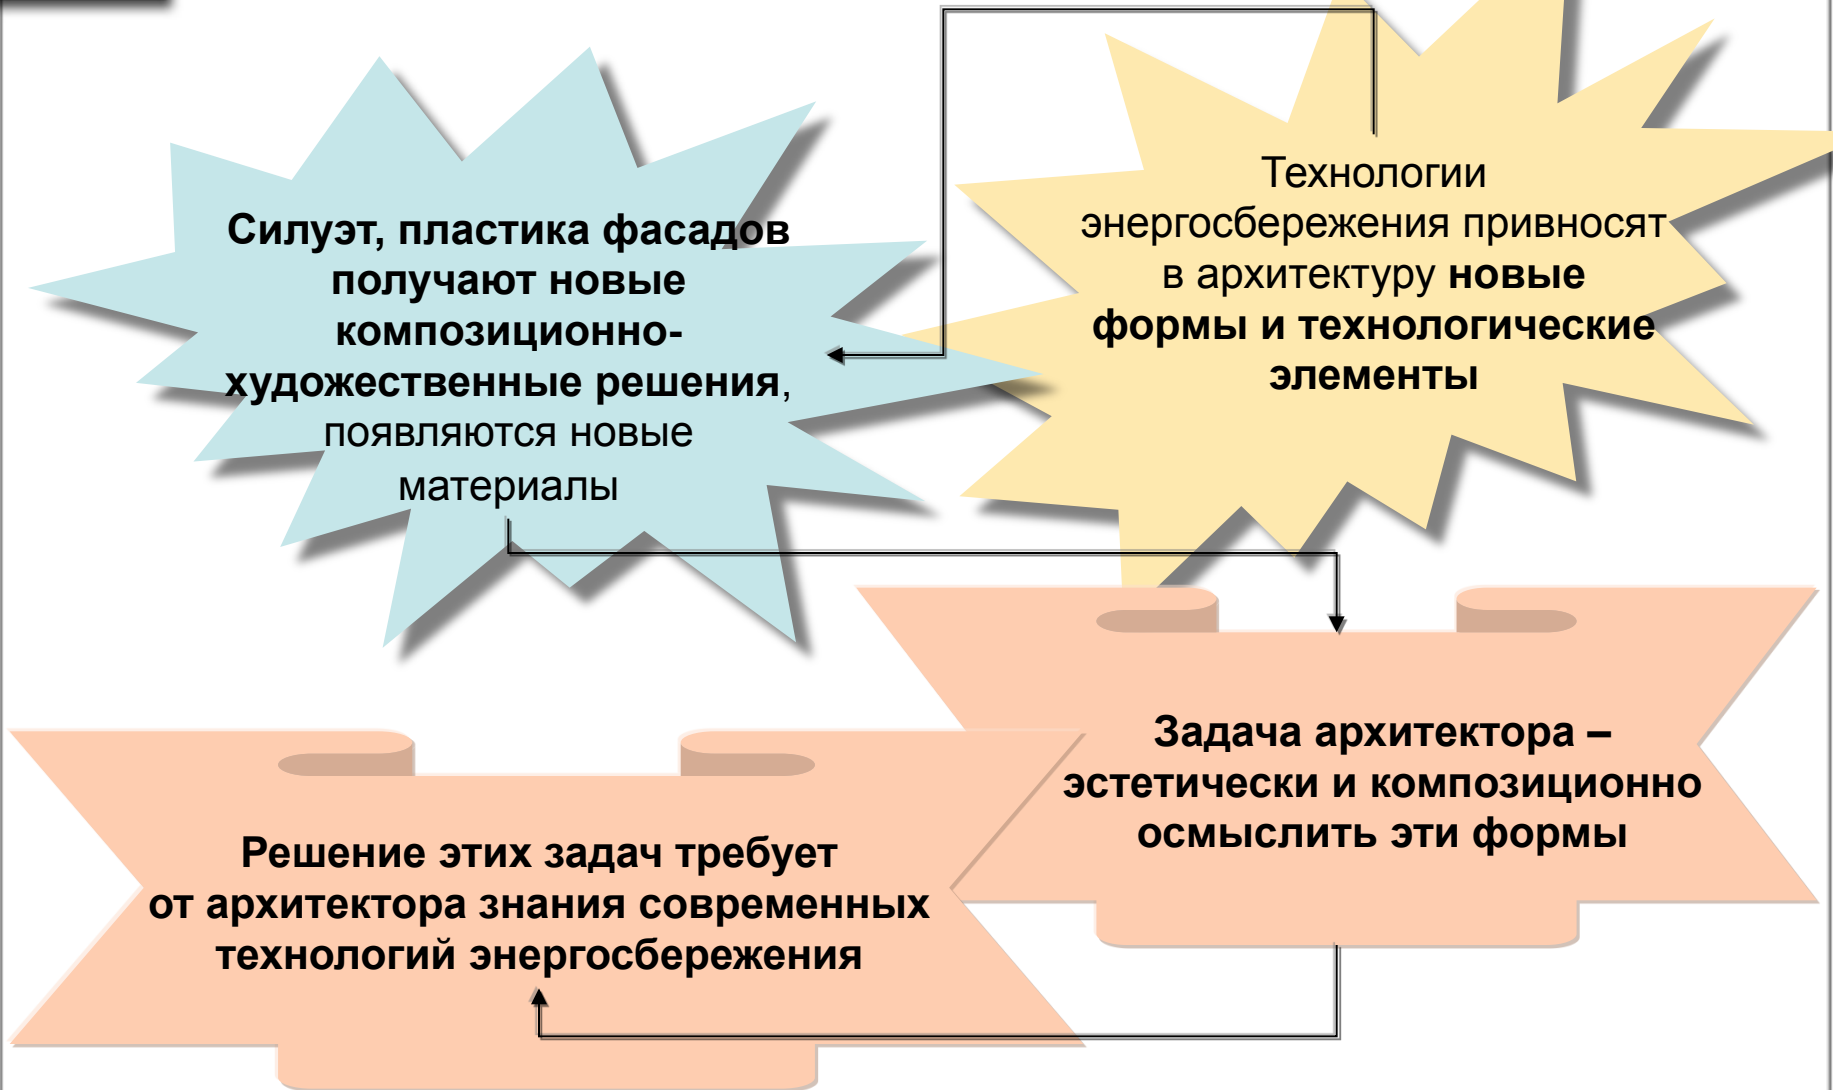 Силуэт, пластика фасадов
получают новые
композиционно-
художественные решения,
появляются новые
материалы
Технологии
энергосбережения привносят
в архитектуру новые
формы и технологические
элементы
Задача архитектора –
эстетически и композиционно
осмыслить эти формы
Решение этих задач требует
от архитектора знания современных
технологий энергосбережения